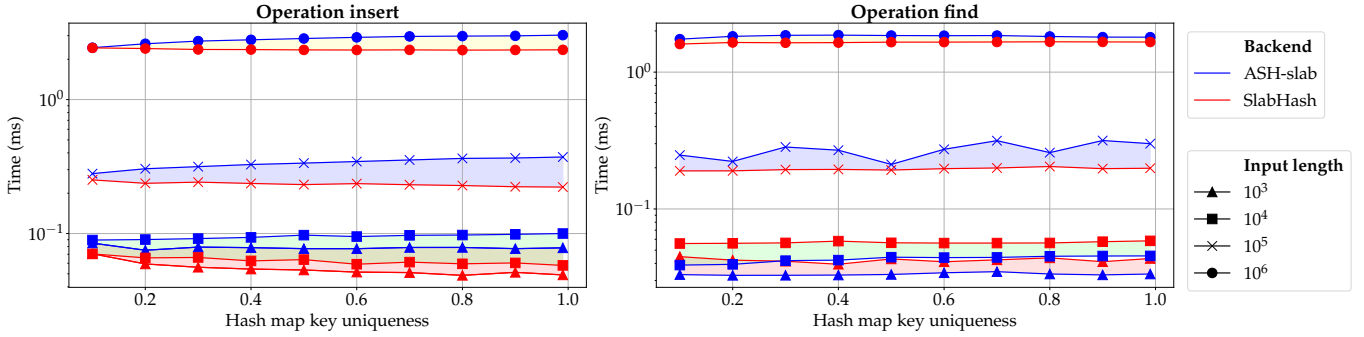 Operation insert
Time (ms)
10⁰
10⁻¹
0.2 0.4 0.6 0.8 1.0
Hash map key uniqueness
Operation find
Time (ms)
10⁰
10⁻¹
0.2 0.4 0.6 0.8 1.0
Hash map key uniqueness
Backend
ASH-slab
SlabHash
Input length
10³
10⁴
10⁵
10⁶